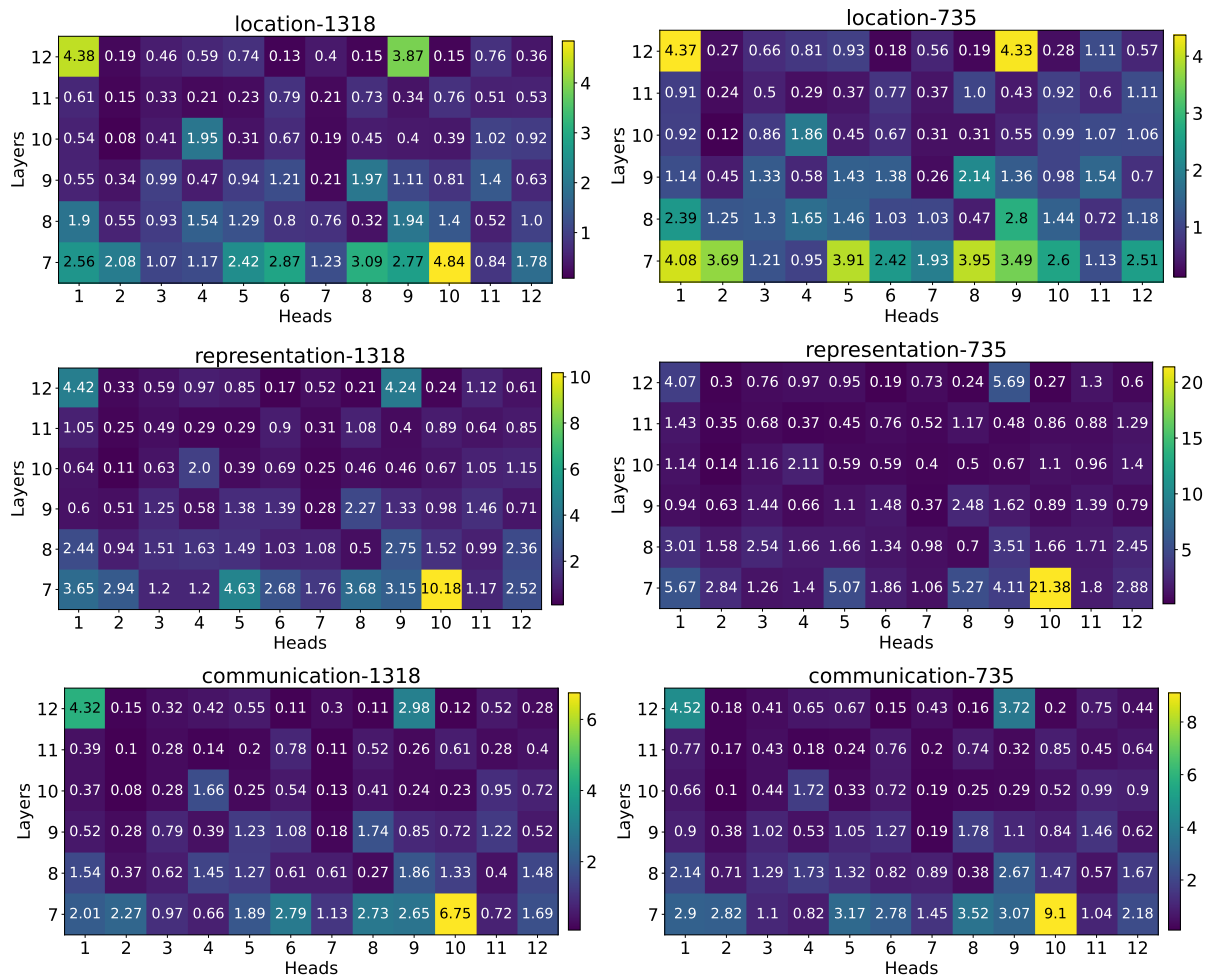 location-1318
Layers
12 4.38 0.19 0.46 0.59 0.74 0.13 0.4 0.15 3.87 0.15 0.76 0.36
11 0.61 0.15 0.33 0.21 0.23 0.79 0.21 0.73 0.34 0.76 0.51 0.53
10 0.54 0.08 0.41 1.95 0.31 0.67 0.19 0.45 0.4 0.39 1.02 0.92
9 0.55 0.34 0.99 0.47 0.94 1.21 0.21 1.97 1.11 0.81 1.4 0.63
8 1.9 0.55 0.93 1.54 1.29 0.8 0.76 0.32 1.94 1.4 0.52 1.0
7 2.56 2.08 1.07 1.17 2.42 2.87 1.23 3.09 2.77 4.84 0.84 1.78
1 2 3 4 5 6 7 8 9 10 11 12
Heads
4
3
2
1
location-735
Layers
12 4.37 0.27 0.66 0.81 0.93 0.18 0.56 0.19 4.33 0.28 1.11 0.57
11 0.91 0.24 0.5 0.29 0.37 0.77 0.37 1.0 0.43 0.92 0.6 1.11
10 0.92 0.12 0.86 1.86 0.45 0.67 0.31 0.31 0.55 0.99 1.07 1.06
9 1.14 0.45 1.33 0.58 1.43 1.38 0.26 2.14 1.36 0.98 1.54 0.7
8 2.39 1.25 1.3 1.65 1.46 1.03 1.03 0.47 2.8 1.44 0.72 1.18
7 4.08 3.69 1.21 0.95 3.91 2.42 1.93 3.95 3.49 2.6 1.13 2.51
1 2 3 4 5 6 7 8 9 10 11 12
Heads
4
3
2
1
representation-1318
Layers
12 4.42 0.33 0.59 0.97 0.85 0.17 0.52 0.21 4.24 0.24 1.12 0.61
11 1.05 0.25 0.49 0.29 0.29 0.9 0.31 1.08 0.4 0.89 0.64 0.85
10 0.64 0.11 0.63 2.0 0.39 0.69 0.25 0.46 0.46 0.67 1.05 1.15
9 0.6 0.51 1.25 0.58 1.38 1.39 0.28 2.27 1.33 0.98 1.46 0.71
8 2.44 0.94 1.51 1.63 1.49 1.03 1.08 0.5 2.75 1.52 0.99 2.36
7 3.65 2.94 1.2 1.2 4.63 2.68 1.76 3.68 3.15 10.18 1.17 2.52
1 2 3 4 5 6 7 8 9 10 11 12
Heads
10
8
6
4
2
representation-735
Layers
12 4.07 0.3 0.76 0.97 0.95 0.19 0.73 0.24 5.69 0.27 1.3 0.6
11 1.43 0.35 0.68 0.37 0.45 0.76 0.52 1.17 0.48 0.86 0.88 1.29
10 1.14 0.14 1.16 2.11 0.59 0.59 0.4 0.5 0.67 1.1 0.96 1.4
9 0.94 0.63 1.44 0.66 1.1 1.48 0.37 2.48 1.62 0.89 1.39 0.79
8 3.01 1.58 2.54 1.66 1.66 1.34 0.98 0.7 3.51 1.66 1.71 2.45
7 5.67 2.84 1.26 1.4 5.07 1.86 1.06 5.27 4.11 21.38 1.8 2.88
1 2 3 4 5 6 7 8 9 10 11 12
Heads
20
15
10
5
communication-1318
Layers
12 4.32 0.15 0.32 0.42 0.55 0.11 0.3 0.11 2.98 0.12 0.52 0.28
11 0.39 0.1 0.28 0.14 0.2 0.78 0.11 0.52 0.26 0.61 0.28 0.4
10 0.37 0.08 0.28 1.66 0.25 0.54 0.13 0.41 0.24 0.23 0.95 0.72
9 0.52 0.28 0.79 0.39 1.23 1.08 0.18 1.74 0.85 0.72 1.22 0.52
8 1.54 0.37 0.62 1.45 1.27 0.61 0.61 0.27 1.86 1.33 0.4 1.48
7 2.01 2.27 0.97 0.66 1.89 2.79 1.13 2.73 2.65 6.75 0.72 1.69
1 2 3 4 5 6 7 8 9 10 11 12
Heads
6
4
2
communication-735
Layers
12 4.52 0.18 0.41 0.65 0.67 0.15 0.43 0.16 3.72 0.2 0.75 0.44
11 0.77 0.17 0.43 0.18 0.24 0.76 0.2 0.74 0.32 0.85 0.45 0.64
10 0.66 0.1 0.44 1.72 0.33 0.72 0.19 0.25 0.29 0.52 0.99 0.9
9 0.9 0.38 1.02 0.53 1.05 1.27 0.19 1.78 1.1 0.84 1.46 0.62
8 2.14 0.71 1.29 1.73 1.32 0.82 0.89 0.38 2.67 1.47 0.57 1.67
7 2.9 2.82 1.1 0.82 3.17 2.78 1.45 3.52 3.07 9.1 1.04 2.18
1 2 3 4 5 6 7 8 9 10 11 12
Heads
8
6
4
2